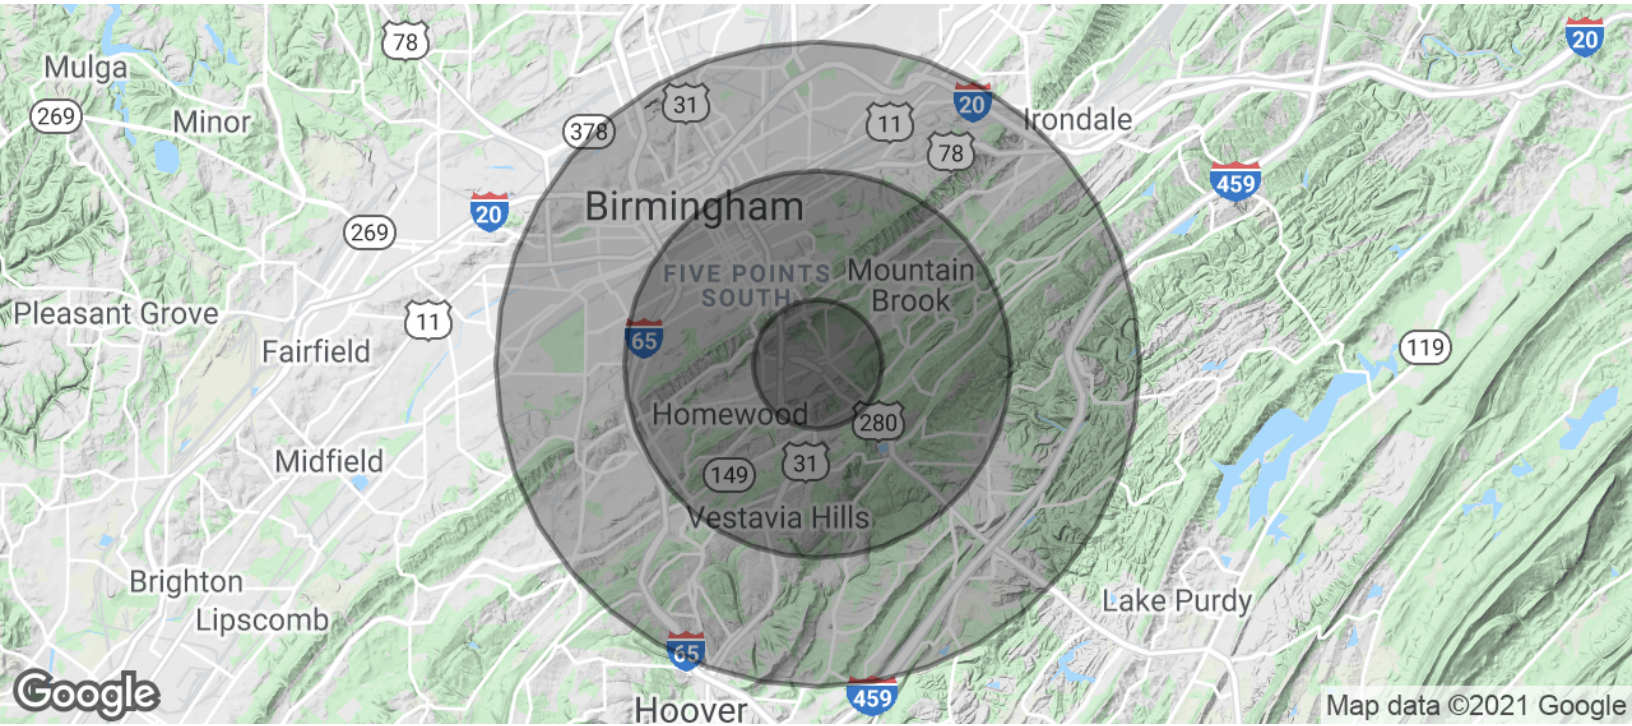 78
20
Mulga
31
20
269
Minor
378
11
Irondale
78
459
Birmingham
20
269
FIVE POINTS
SOUTH
Mountain
Brook
Pleasant Grove
11
65
Fairfield
119
Homewood
280
Midfield
149
31
Vestavia Hills
Brighton
Lake Purdy
Lipscomb
65
Google
459
Hoover
Map data ©2021 Google